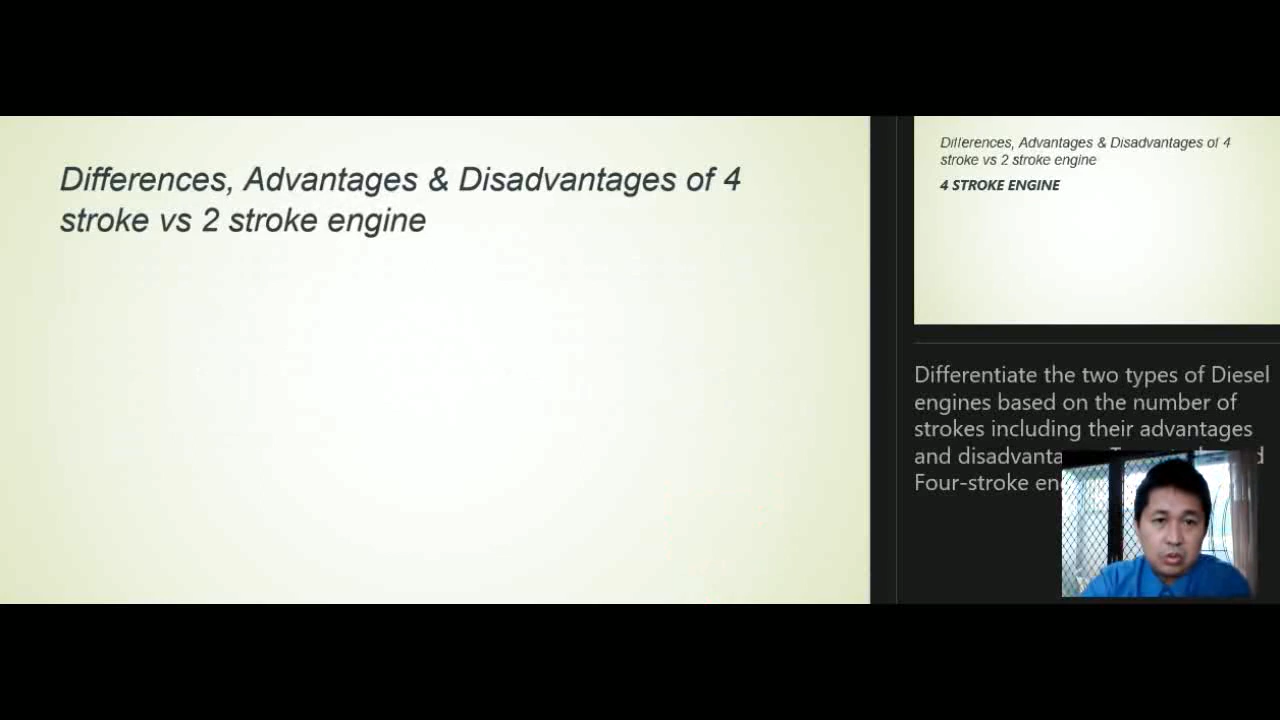 Differences, Advantages & Disadvantages of 4
stroke vs 2 stroke engine
Differences, Advantages & Disadvantages of 4
stroke vs 2 stroke engine
4 STROKE ENGINE
Differentiate the two types of Diesel
engines based on the number of
strokes including their advantages
and
Four-stroke